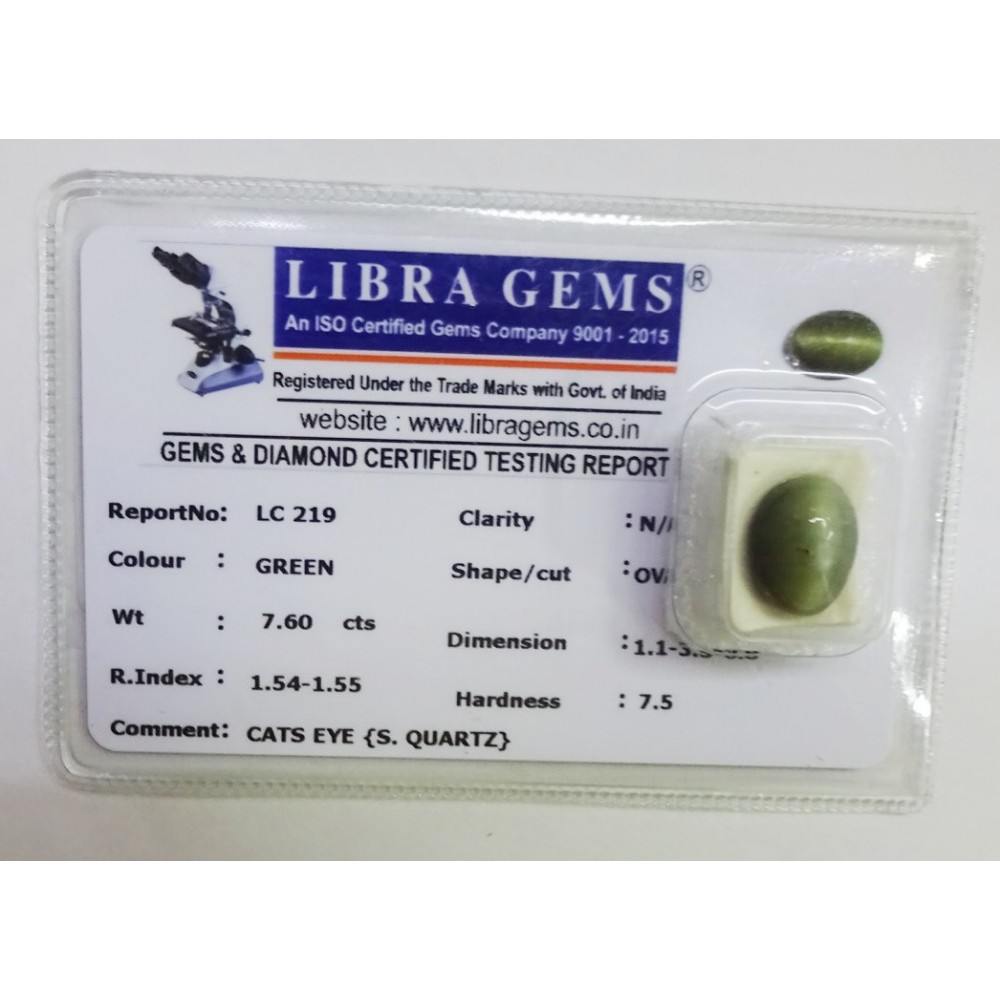 LIBRA GEMS®
An ISO Certified Gems Company 9001 - 2015
Registered Under the Trade Marks with Govt. of India
website : www.libragems.co.in
GEMS & DIAMOND CERTIFIED TESTING REPORT
ReportNo: LC 219
Clarity :
Colour : GREEN
Shape/cut :
Wt : 7.60 cts
Dimension :
R.Index : 1.54-1.55
Hardness : 7.5
Comment: CATS EYE {S. QUARTZ}